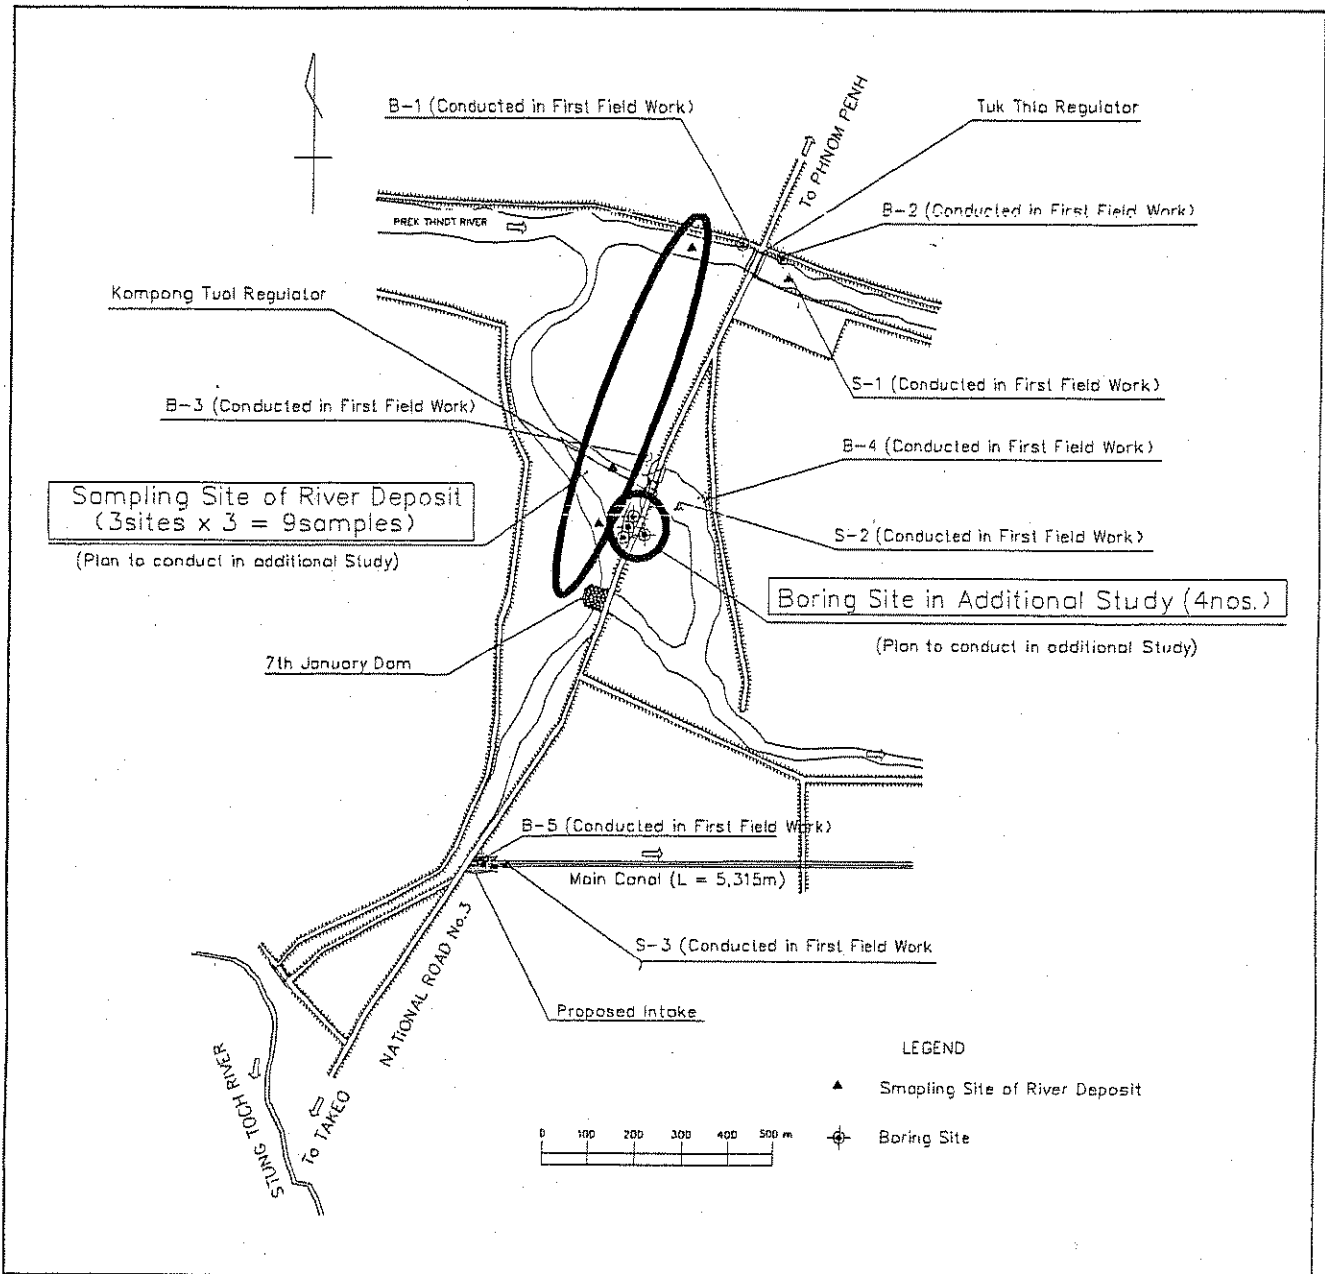 B-1 (Conducted in First Field Work)
Tuk Thla Regulator
To PHNOM PENH
B-2 (Conducted in First Field Work)
PREK THNOT RIVER
Kompong Tuol Regulator
S-1 (Conducted in First Field Work)
B-3 (Conducted in First Field Work)
B-4 (Conducted in First Field Work)
Sampling Site of River Deposit
(3sites x 3 = 9samples)
(Plan to conduct in additional Study)
S-2 (Conducted in First Field Work)
Boring Site in Additional Study (4nos.)
(Plan to conduct in additional Study)
7th January Dam
B-5 (Conducted in First Field Work)
Main Canal (L = 5,315m)
S-3 (Conducted in First Field Work
)
Proposed Intake
NATIONAL ROAD No.3
To TAKEO
STUNG TOCH RIVER
LEGEND
Smapling Site of River Deposit
Boring Site
0 100 200 300 400 500 m